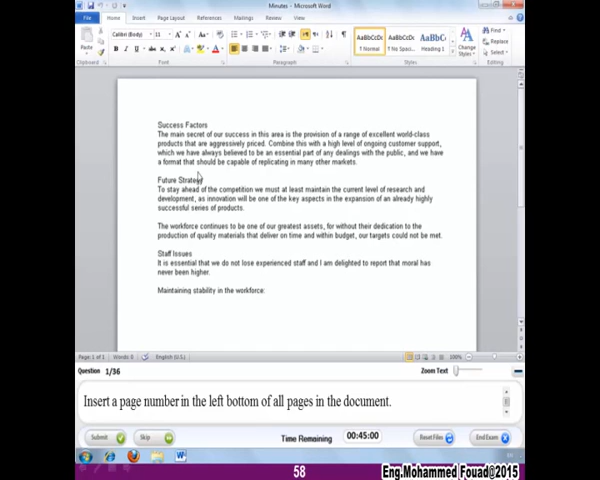 Minutes - Microsoft Word
File Home Insert Page Layout References Mailings Review View
Calibri (Body) 11
Paste
Clipboard Font Paragraph Styles Editing
AaBbCcDc AaBbCcDc AaBbC
¶ Normal ¶ No Spaci... Heading 1
Change
Styles
Find
Replace
Select
Success Factors
The main secret of our success in this area is the provision of a range of excellent world-class
products that are aggressively priced. Combine this with a high level of ongoing customer support,
which we have always believed to be an essential part of any dealings with the public, and we have
a format that should be capable of replicating in many other markets.
Future Strategy
To stay ahead of the competition we must at least maintain the current level of research and
development, as innovation will be one of the key aspects in the expansion of an already highly
successful series of products.
The workforce continues to be one of our greatest assets, for without their dedication to the
production of quality materials that deliver on time and within budget, our targets could not be met.
Staff Issues
It is essential that we do not lose experienced staff and I am delighted to report that moral has
never been higher.
Maintaining stability in the workforce:
Page: 1 of 1 Words: 0 English (U.S.) 100%
Question 1/36 Zoom Text
Insert a page number in the left bottom of all pages in the document.
Submit Skip Time Remaining 00:45:00 Reset Files End Exam
EN
58 Eng.Mohammed Fouad@2015